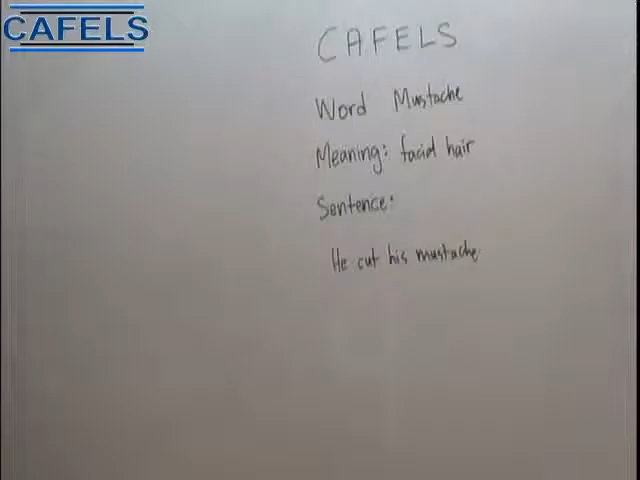 CAFELS
CAFELS
Word Mustache
Meaning: facial hair
Sentence:
He cut his mustache